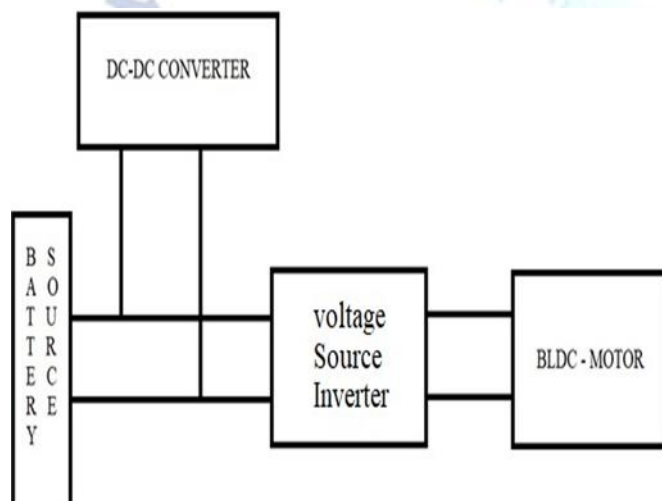 DC-DC CONVERTER
BATTERY
SOURCE
voltage
Source
Inverter
BLDC - MOTOR